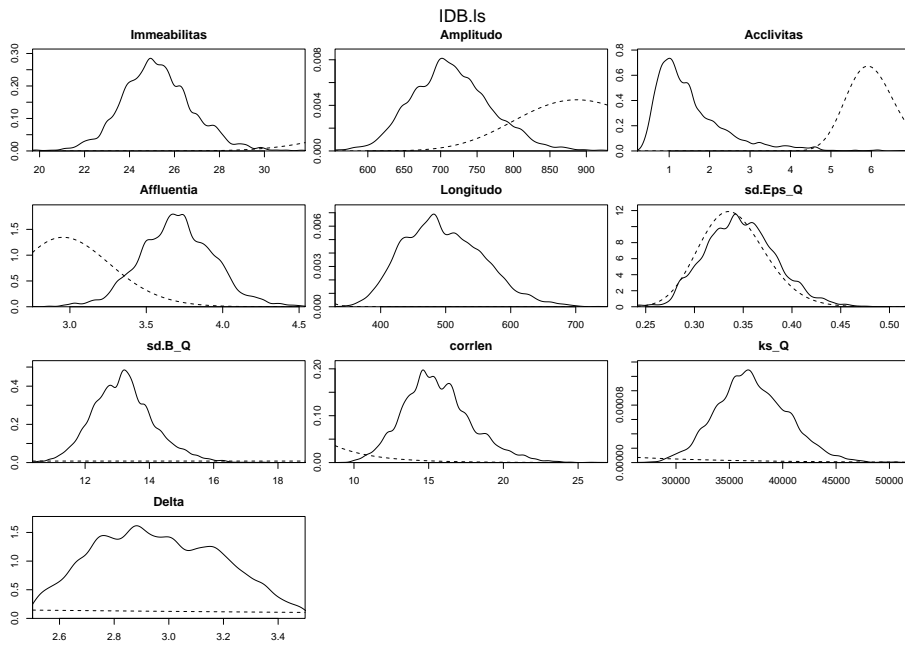 IDB.ls
Immeabilitas
Amplitudo
Acclivitas
0.00 0.10 0.20 0.30
20 22 24 26 28 30
0.000 0.004 0.008
600 650 700 750 800 850 900
0.0 0.2 0.4 0.6 0.8
1 2 3 4 5 6
Affluentia
Longitudo
sd.Eps_Q
0.0 0.5 1.0 1.5
3.0 3.5 4.0 4.5
0.000 0.003 0.006
400 500 600 700
0 2 4 6 8 12
0.25 0.30 0.35 0.40 0.45 0.50
sd.B_Q
corrlen
ks_Q
0.0 0.2 0.4
12 14 16 18
0.00 0.10 0.20
10 15 20 25
0.00000 0.00008
30000 35000 40000 45000 50000
Delta
0.0 0.5 1.0 1.5
2.6 2.8 3.0 3.2 3.4